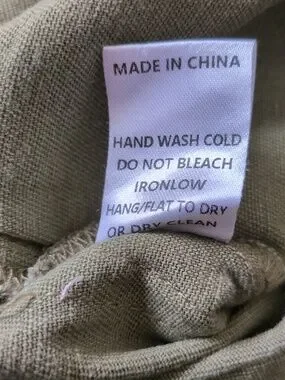 MADE IN CHINA
HAND WASH COLD
DO NOT BLEACH
IRONLOW
HANG/FLAT TO DRY
OR DRY CLEAN